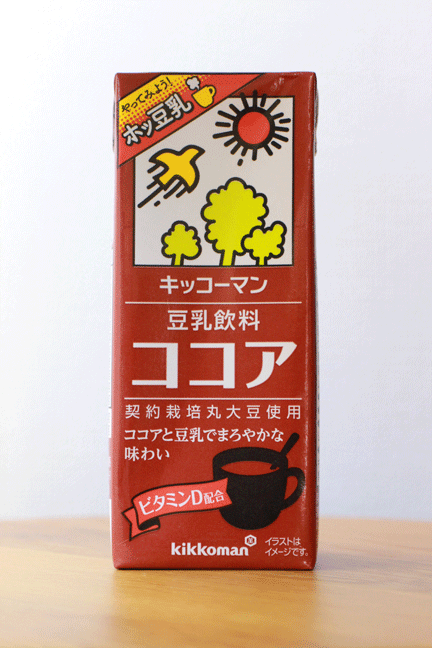 やってみよう!
ホッ豆乳
キッコーマン
豆乳飲料
ココア
契約栽培丸大豆使用
ココアと豆乳でまろやかな
味わい
ビタミンD配合
kikkoman
イラストは
イメージです。